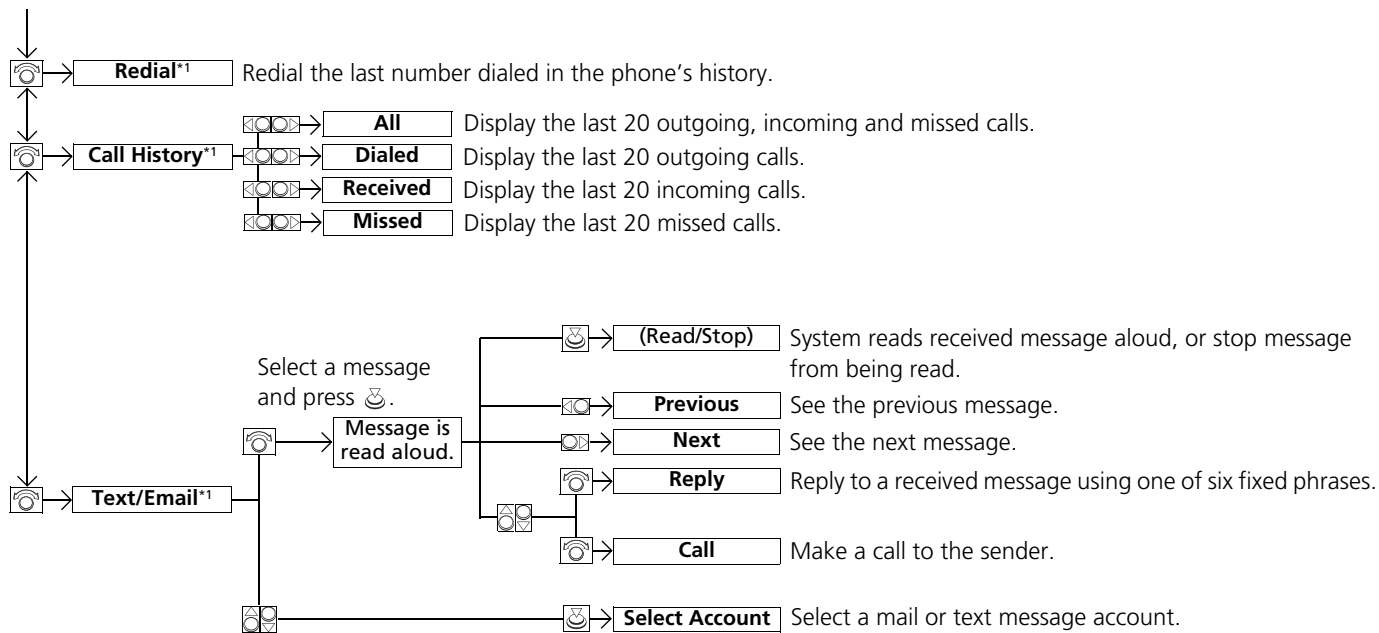 Redial*1 Redial the last number dialed in the phone's history.
All Display the last 20 outgoing, incoming and missed calls.
Call History*1 Dialed Display the last 20 outgoing calls.
Received Display the last 20 incoming calls.
Missed Display the last 20 missed calls.
(Read/Stop) System reads received message aloud, or stop message
from being read.
Select a message
and press .
Previous See the previous message.
Message is
read aloud.
Next See the next message.
Reply Reply to a received message using one of six fixed phrases.
Text/Email*1
Call Make a call to the sender.
Select Account Select a mail or text message account.